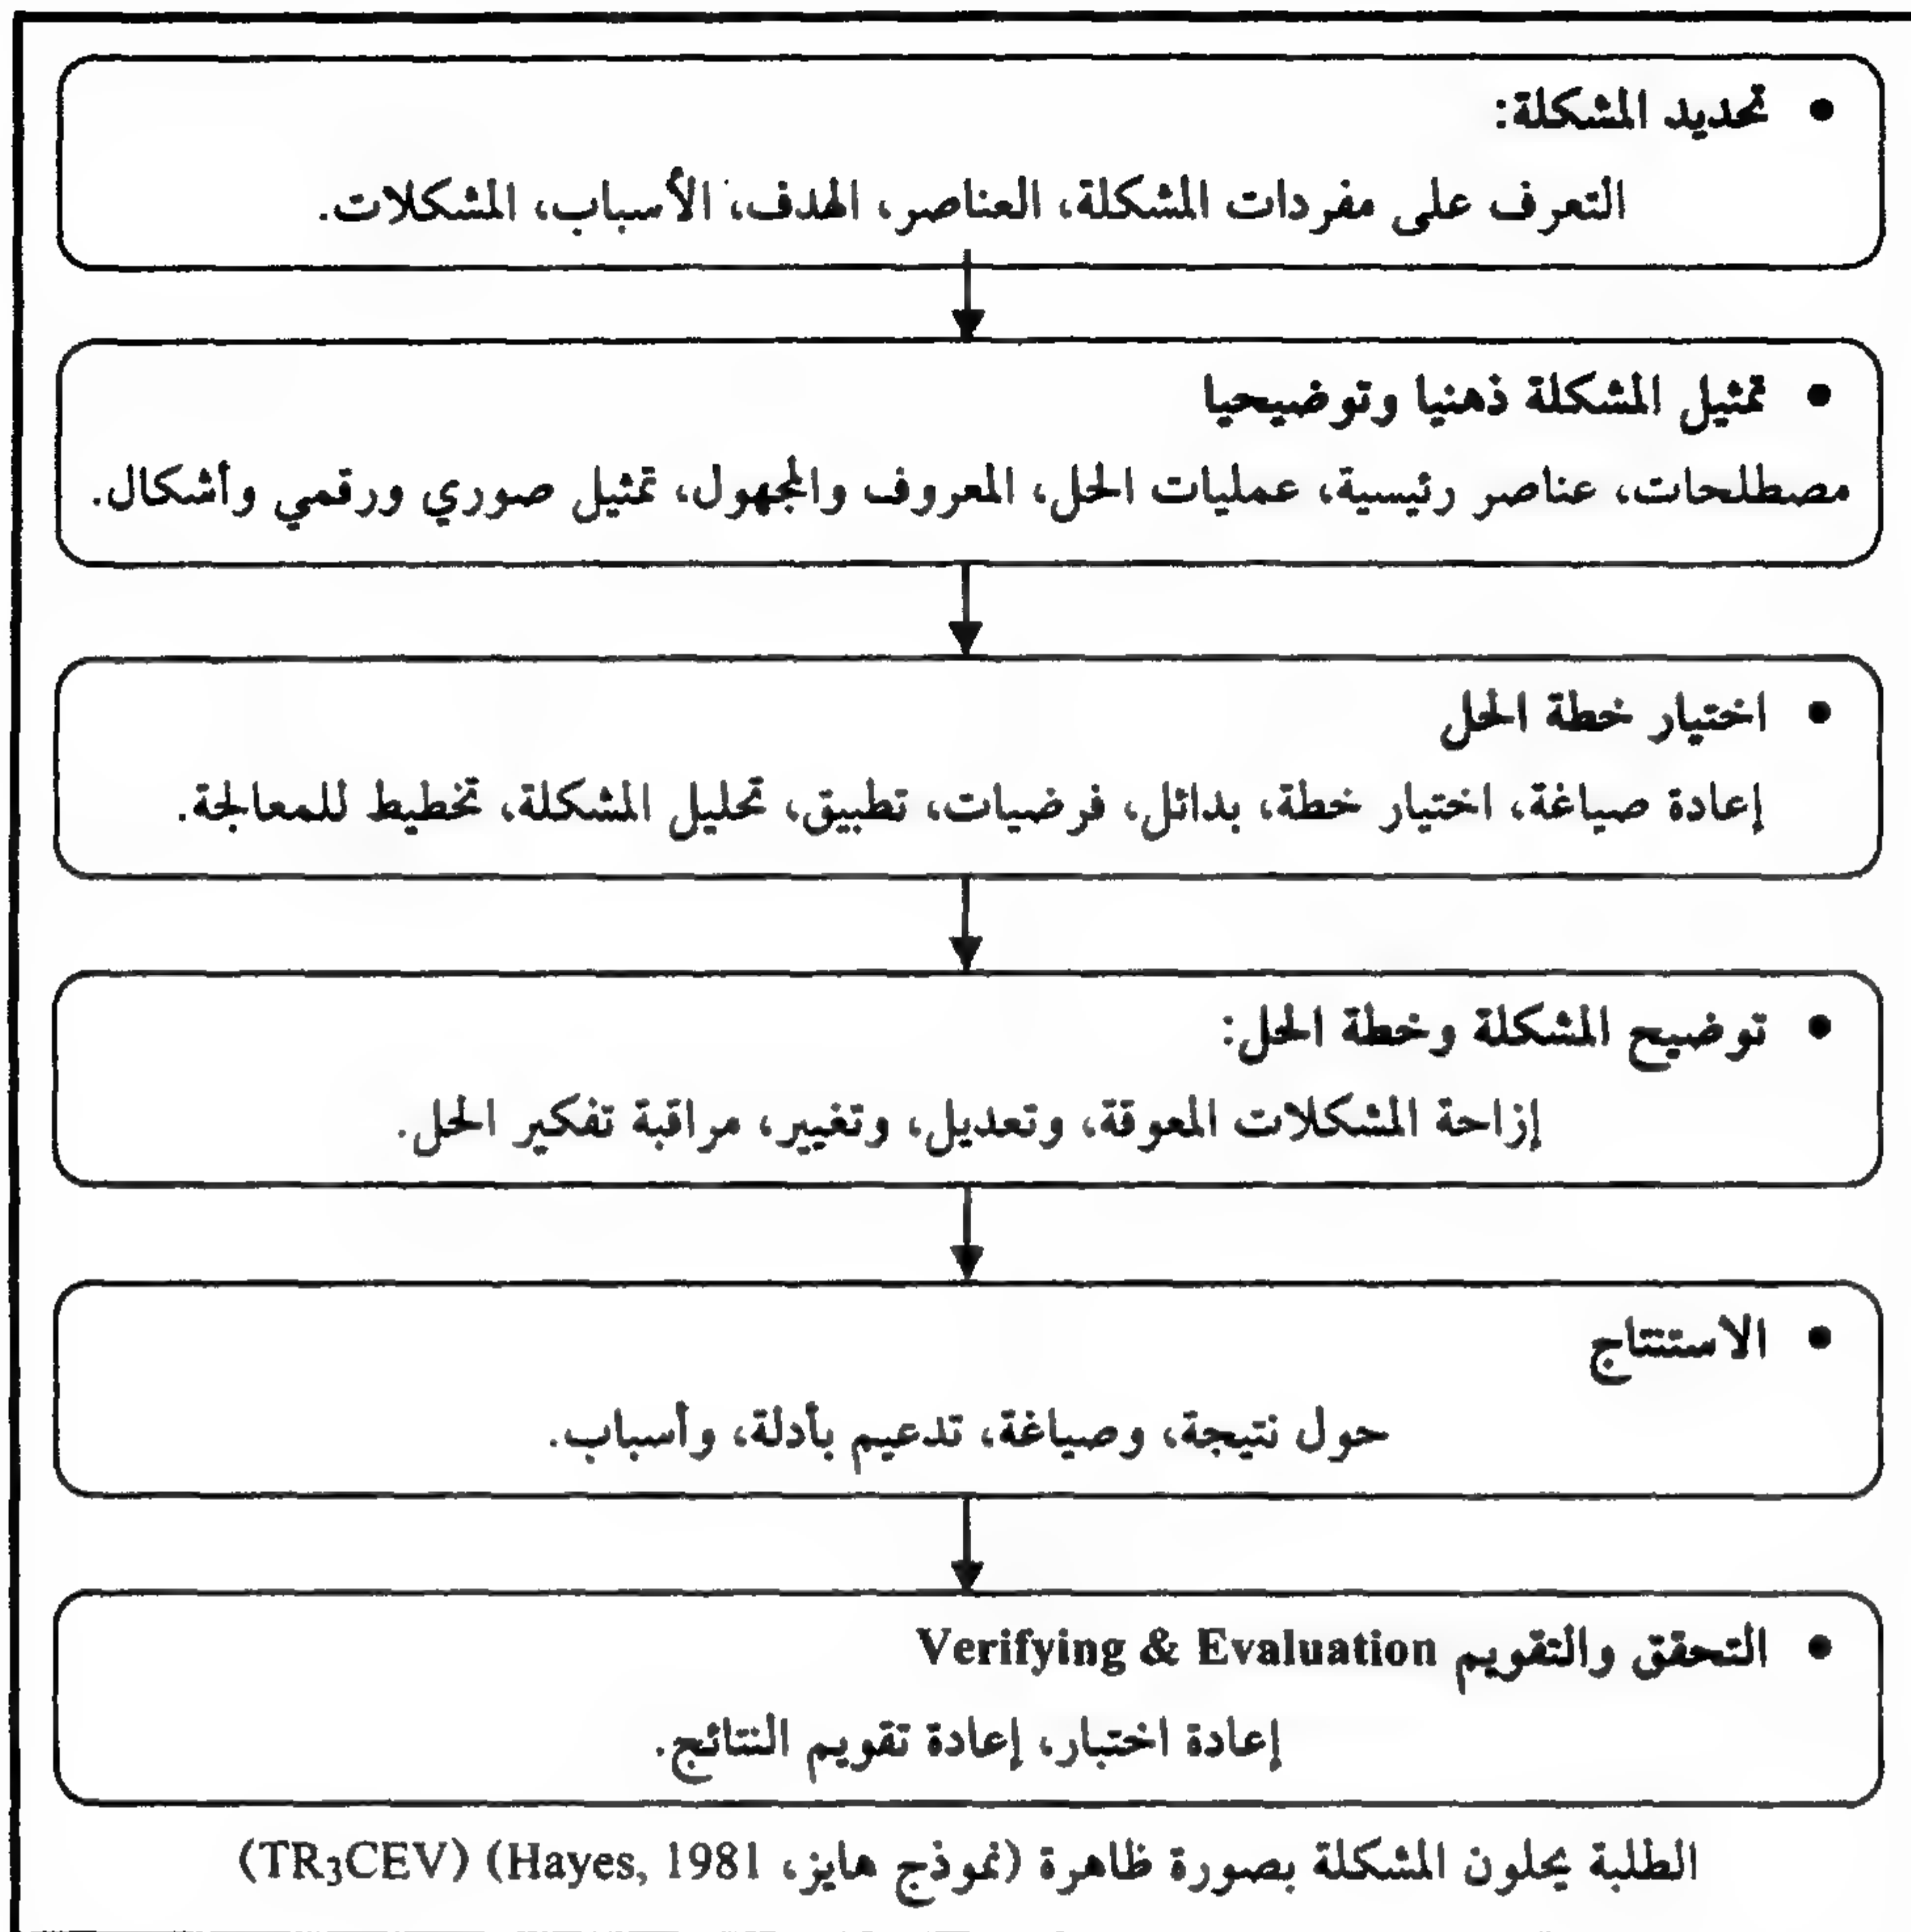 • تحديد المشكلة:
التعرف على مفردات المشكلة، العناصر، الهدف، الأسباب، المشكلات.
• تمثيل المشكلة ذهنيا وتوضيحيا
مصطلحات، عناصر رئيسية، عمليات الحل، المعروف والمجهول، تمثيل صوري ورقمي وأشكال.
• اختيار خطة الحل
إعادة صياغة، اختيار خطة، بدائل، فرضيات، تطبيق، تحليل المشكلة، تخطيط للمعالجة.
• توضيح المشكلة وخطة الحل:
إزاحة المشكلات المعوقة، وتعديل، وتغيير، مراقبة تفكير الحل.
• الاستنتاج
حول نتيجة، وصياغة، تدعيم بأدلة، وأسباب.
• التحقق والتقويم Verifying & Evaluation
إعادة اختبار، إعادة تقويم النتائج.
الطلبة يحلون المشكلة بصورة ظاهرة (نموذج هايز، Hayes, 1981) (TR₃CEV)